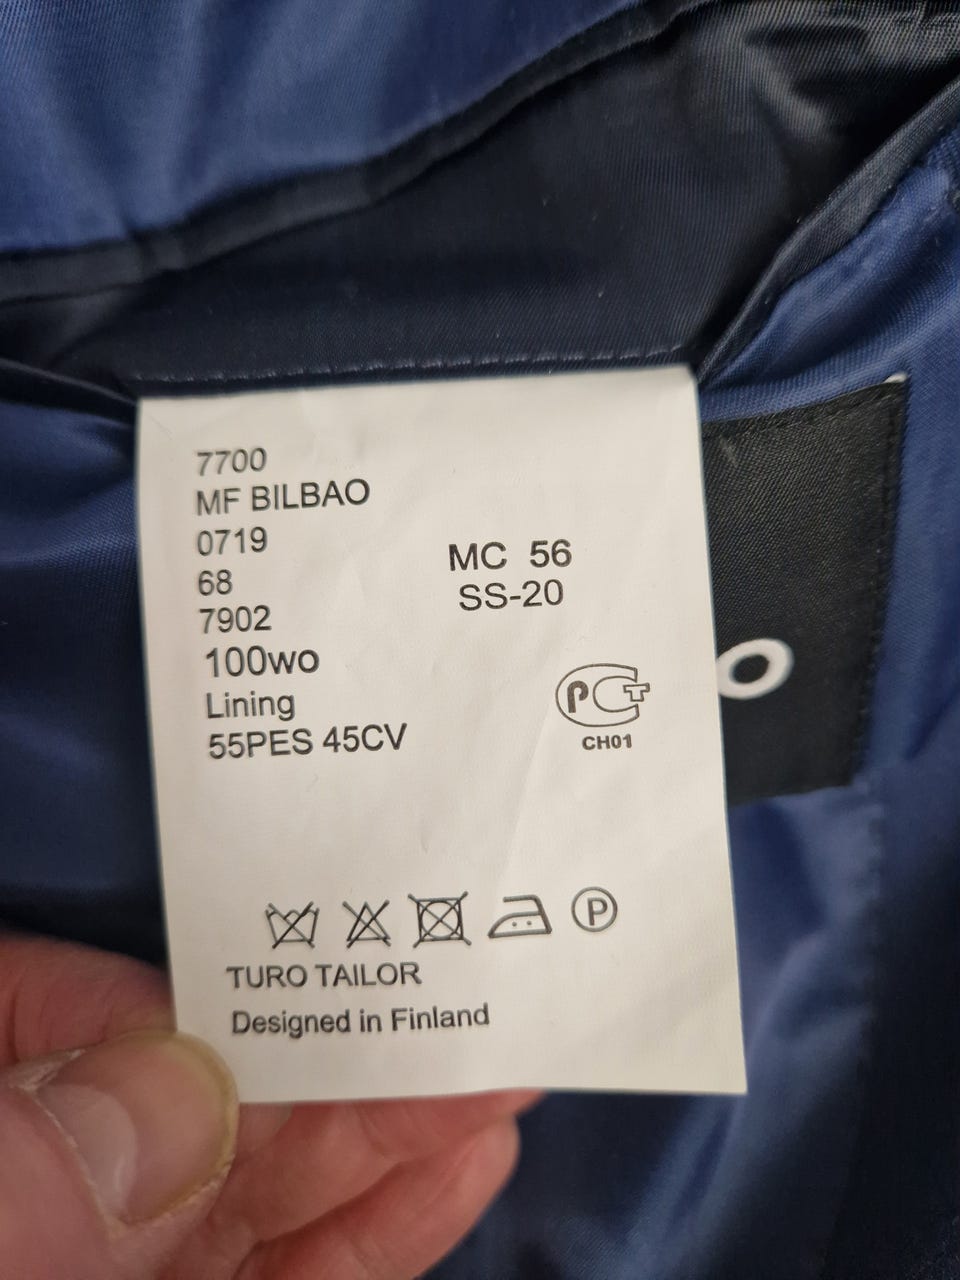 7700
MF BILBAO
0719
68
7902
100wo
Lining
55PES 45CV
MC 56
SS-20
PCT
CH01
P
TURO TAILOR
Designed in Finland
o